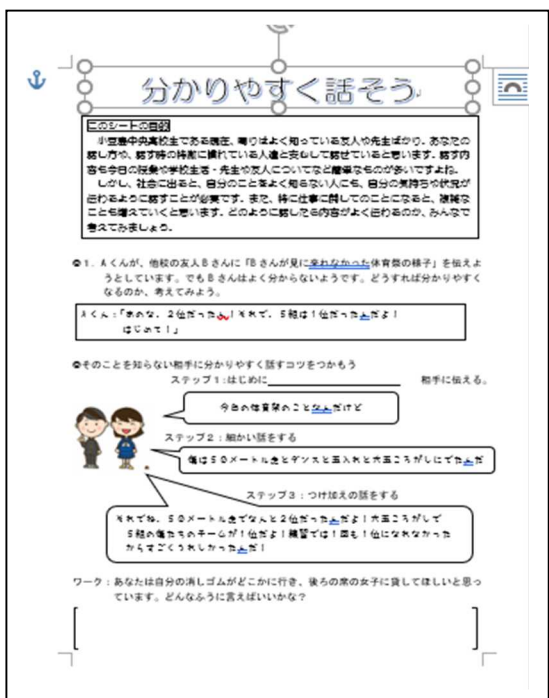 分かりやすく話そう
このシートの目的
小豆島中央高校生である現在、周りはよく知っている友人や先生ばかり。あなたの
話し方や、話す時の特徴に慣れている人達と安心して話せていると思います。話す内
容も今日の授業や学校生活・先生や友人についてなど簡単なものが多いですよね。
しかし、社会に出ると、自分のことをよく知らない人にも、自分の気持ちや状況が
伝わるように話すことが必要です。また、特に仕事に関してのことになると、複雑な
ことも増えていくと思います。どのように話したら内容がよく伝わるのか、みんなで
考えてみましょう。
1．Aくんが、他校の友人Bさんに「Bさんが見に来れなかった体育祭の様子」を伝えよ
うとしています。でもBさんはよく分からないようです。どうすれば分かりやすく
なるのか、考えてみよう。
Aくん：「あのな、2位だったん！それで、5組は1位だったんだよ！
はじめて！」
そのことを知らない相手に分かりやすく話すコツをつかもう
ステップ1：はじめに 相手に伝える。
今日の体育祭のことなんだけど
ステップ2：細かい話をする
僕は50メートル走とダンスと玉入れと大玉ころがしにでたんだ
ステップ3：つけ加えの話をする
それでね、50メートル走でなんと2位だったんだよ！大玉ころがしで
5組の僕たちのチームが1位だよ！練習では1回も1位になれなかった
からすごくうれしかったんだ！
ワーク：あなたは自分の消しゴムがどこかに行き、後ろの席の女子に貸してほしいと思っ
ています。どんなふうに言えばいいかな？